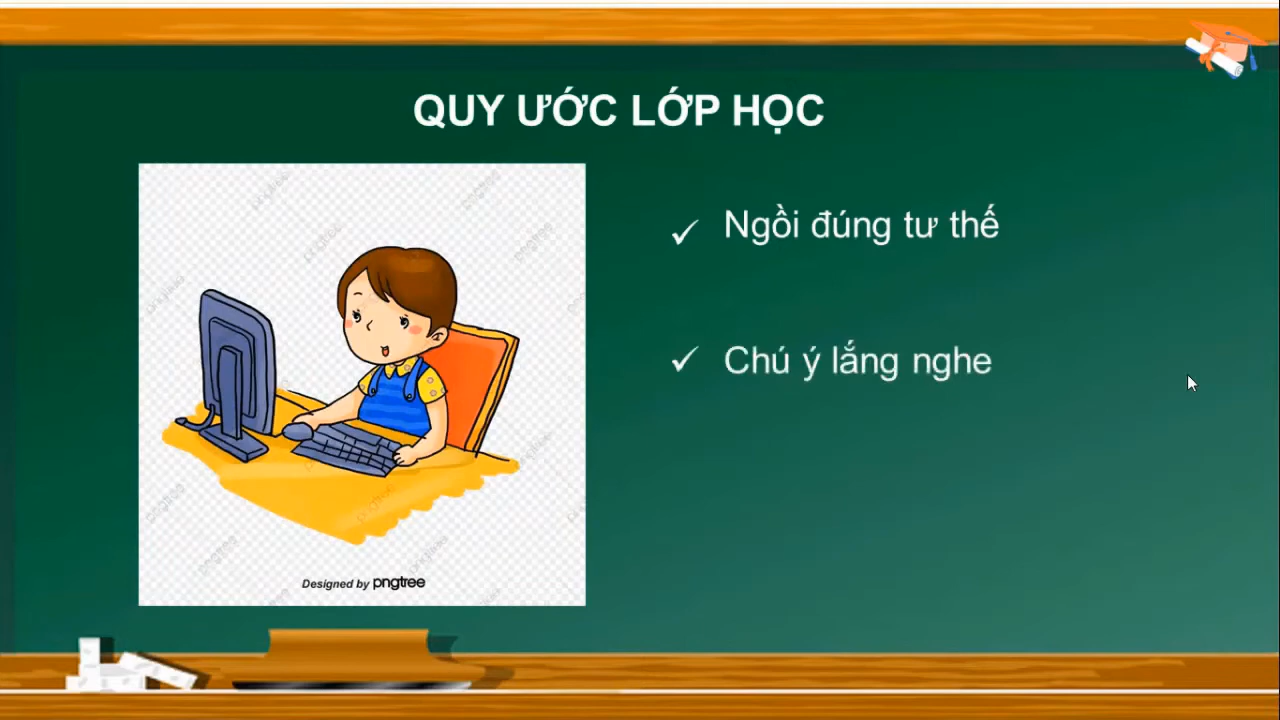 QUY ƯỚC LỚP HỌC
Ngồi đúng tư thế
Chú ý lắng nghe
Designed by pngtree